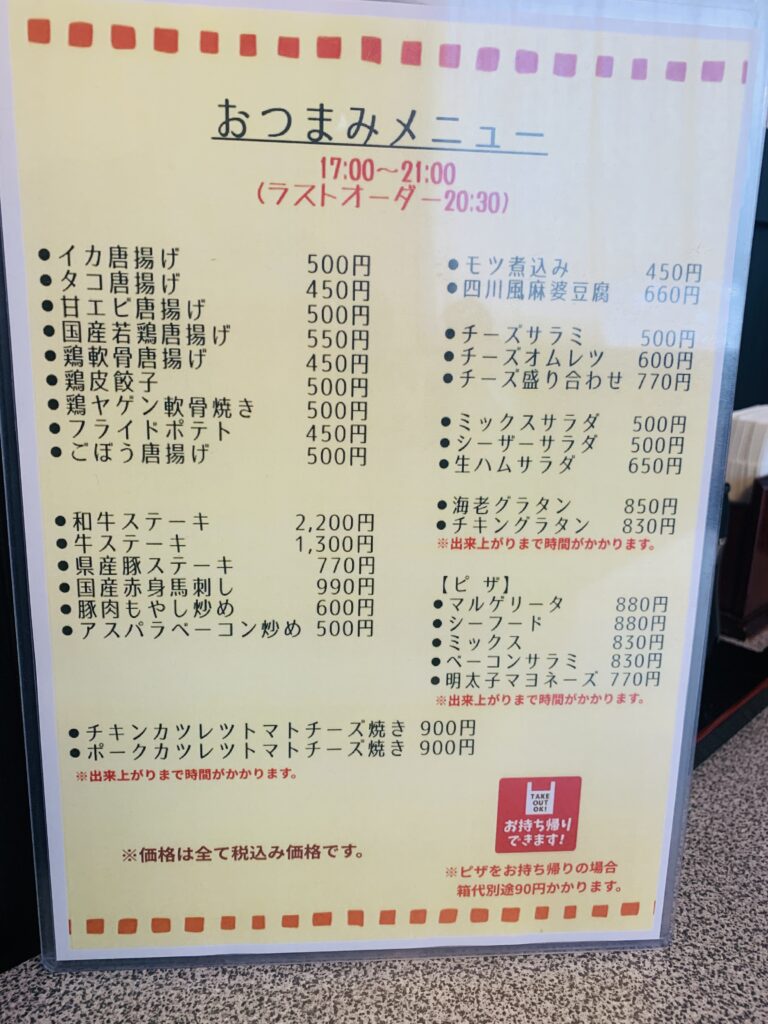 おつまみメニュー
17:00～21:00
(ラストオーダー20:30)
●イカ唐揚げ 500円
●タコ唐揚げ 450円
●甘エビ唐揚げ 500円
●国産若鶏唐揚げ 550円
●鶏軟骨唐揚げ 450円
●鶏皮餃子 500円
●鶏ヤゲン軟骨焼き 500円
●フライドポテト 450円
●ごぼう唐揚げ 500円
●和牛ステーキ 2,200円
●牛ステーキ 1,300円
●県産豚ステーキ 770円
●国産赤身馬刺し 990円
●豚肉もやし炒め 600円
●アスパラベーコン炒め 500円
●モツ煮込み 450円
●四川風麻婆豆腐 660円
●チーズサラミ 500円
●チーズオムレツ 600円
●チーズ盛り合わせ 770円
●ミックスサラダ 500円
●シーザーサラダ 500円
●生ハムサラダ 650円
●海老グラタン 850円
●チキングラタン 830円
※出来上がりまで時間がかかります。
【ピ ザ】
●マルゲリータ 880円
●シーフード 880円
●ミックス 830円
●ベーコンサラミ 830円
●明太子マヨネーズ 770円
※出来上がりまで時間がかかります。
●チキンカツレツトマトチーズ焼き 900円
●ポークカツレツトマトチーズ焼き 900円
※出来上がりまで時間がかかります。
TAKE
OUT
OK!
お持ち帰り
できます!
※価格は全て税込み価格です。
※ピザをお持ち帰りの場合
箱代別途90円かかります。